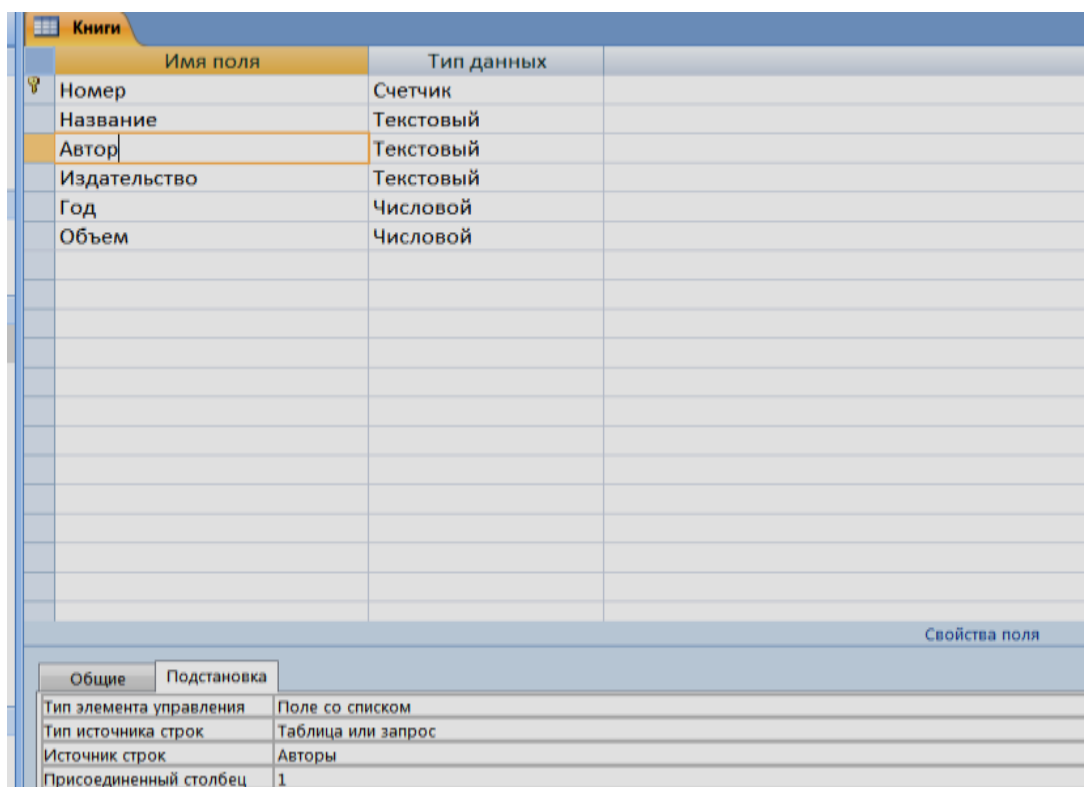 Книги
Имя поля Тип данных
Номер Счетчик
Название Текстовый
Автор Текстовый
Издательство Текстовый
Год Числовой
Объем Числовой
Свойства поля
Общие Подстановка
Тип элемента управления Поле со списком
Тип источника строк Таблица или запрос
Источник строк Авторы
Присоединенный столбец 1